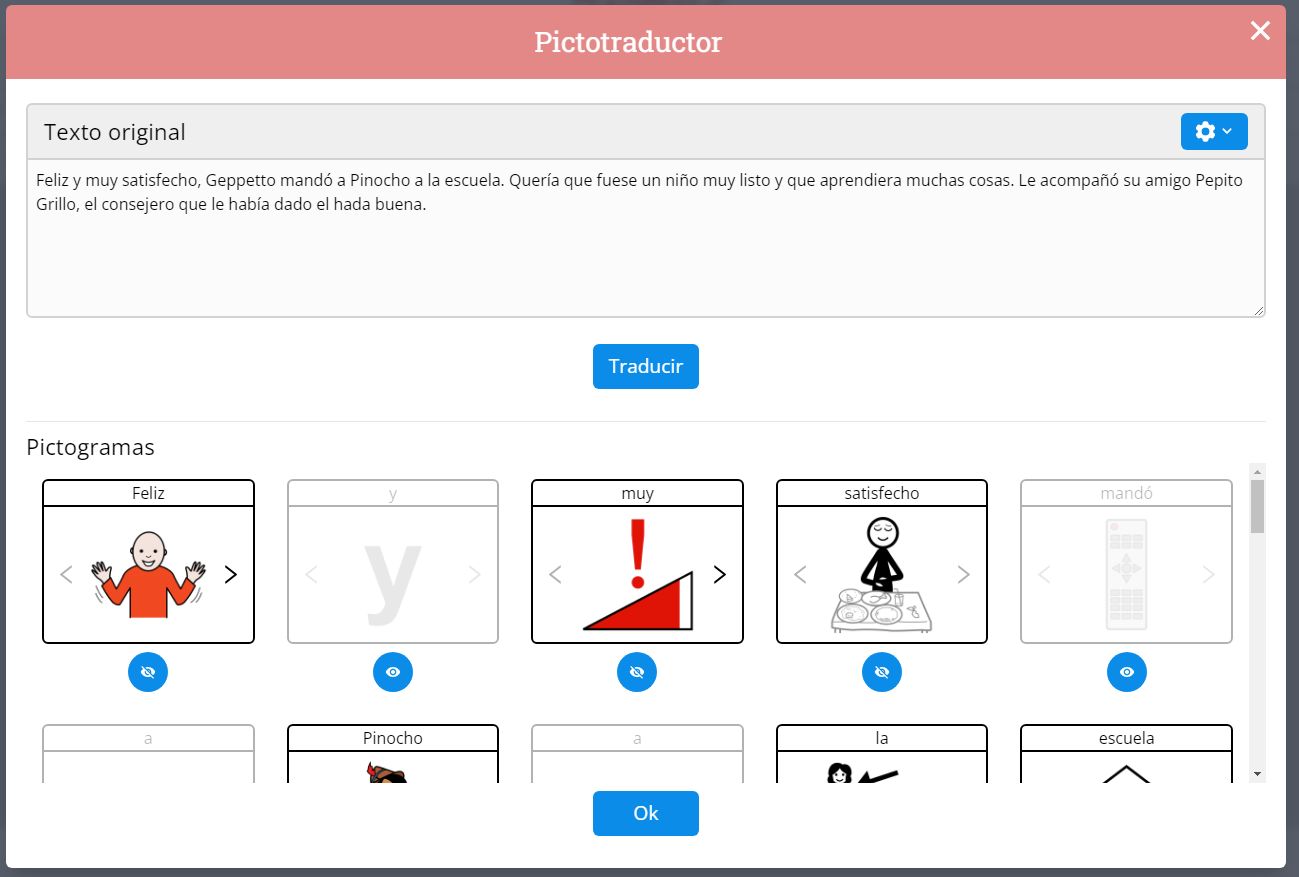 Pictotraductor
Texto original
Feliz y muy satisfecho, Geppetto mandó a Pinocho a la escuela. Quería que fuese un niño muy listo y que aprendiera muchas cosas. Le acompañó su amigo Pepito
Grillo, el consejero que le había dado el hada buena.
Traducir
Pictogramas
Feliz y muy satisfecho mandó
y
a Pinocho a la escuela
Ok